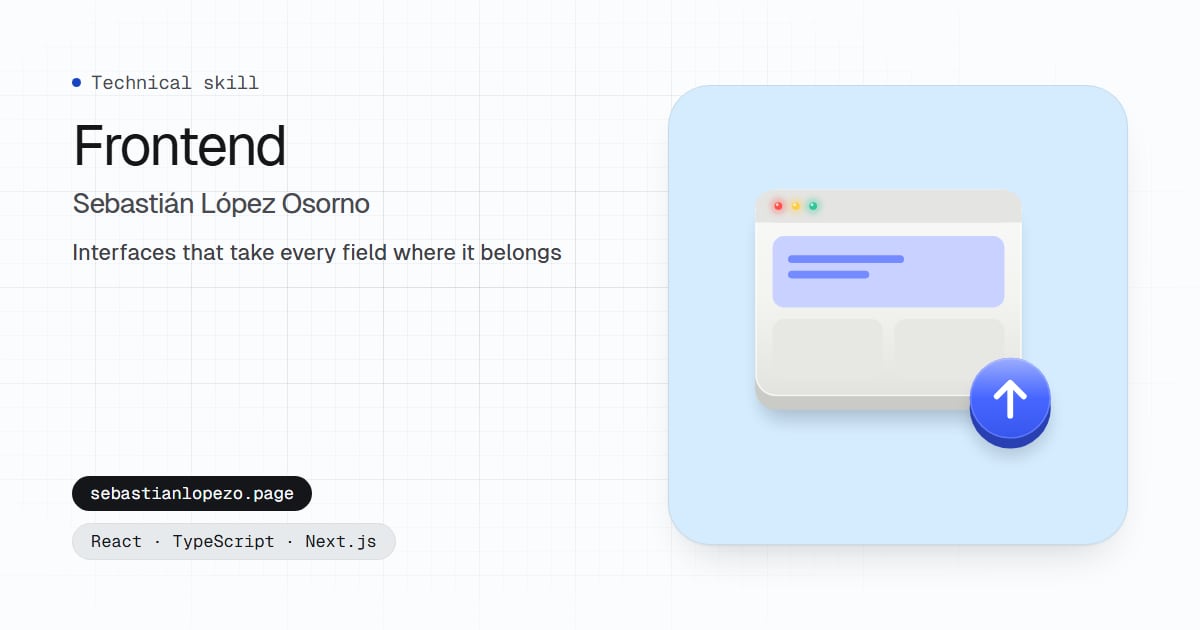 Technical skill
Frontend
Sebastián López Osorno
Interfaces that take every field where it belongs
sebastianlopezo.page
React · TypeScript · Next.js